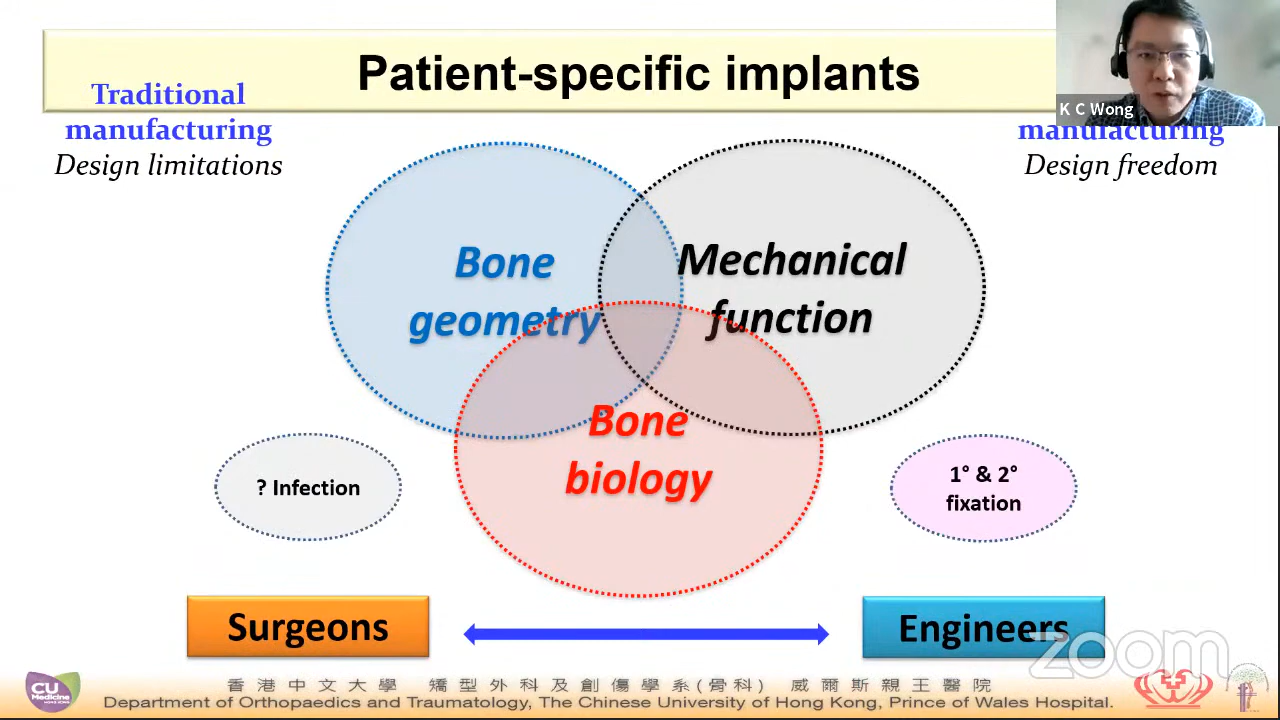 Patient-specific implants
K C Wong
Traditional
manufacturing
Design limitations
manufacturing
Design freedom
Bone
geometry
Mechanical
function
Bone
biology
? Infection
1° & 2°
fixation
Surgeons
Engineers
zoom
CU
Medicine
HONG KONG
香港中文大學 矯型外科及創傷學系(骨科) 威爾斯親王醫院
Department of Orthopaedics and Traumatology, The Chinese University of Hong Kong, Prince of Wales Hospital.